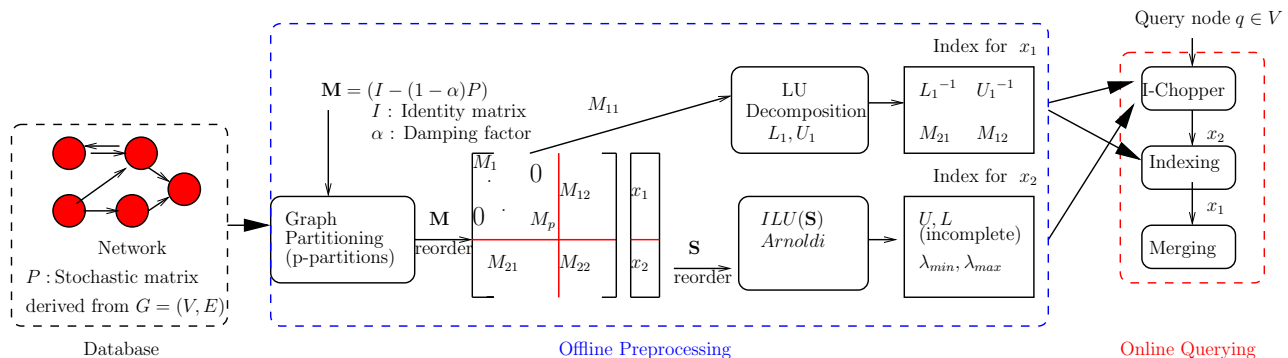 Query node q ∈ V
Index for x₁
M = (I − (1 − α)P)
I : Identity matrix
α : Damping factor
M₁₁
LU
Decomposition
L₁, U₁
L₁⁻¹ U₁⁻¹
M₂₁ M₁₂
I-Chopper
x₂
Indexing
x₁
Merging
Network
P : Stochastic matrix
derived from G = (V, E)
Database
Graph
Partitioning
(p-partitions)
M
reorder
M₁ 0
. M₁₂ x₁
0 . Mₚ
M₂₁ M₂₂ x₂
S
reorder
Index for x₂
ILU(S)
Arnoldi
U, L
(incomplete)
λₘᵢₙ, λₘₐₓ
Offline Preprocessing
Online Querying